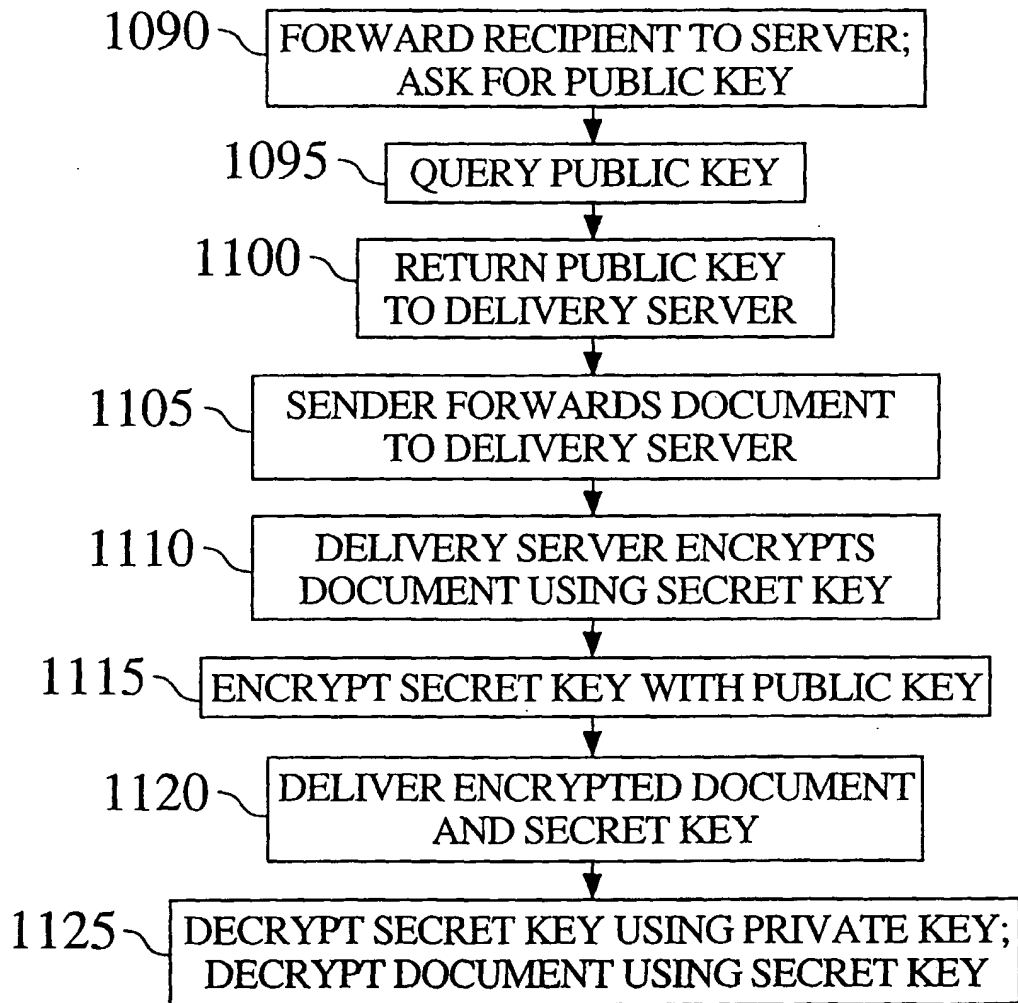 1090
FORWARD RECIPIENT TO SERVER;
ASK FOR PUBLIC KEY
1095
QUERY PUBLIC KEY
1100
RETURN PUBLIC KEY
TO DELIVERY SERVER
1105
SENDER FORWARDS DOCUMENT
TO DELIVERY SERVER
1110
DELIVERY SERVER ENCRYPTS
DOCUMENT USING SECRET KEY
1115
ENCRYPT SECRET KEY WITH PUBLIC KEY
1120
DELIVER ENCRYPTED DOCUMENT
AND SECRET KEY
1125
DECRYPT SECRET KEY USING PRIVATE KEY;
DECRYPT DOCUMENT USING SECRET KEY